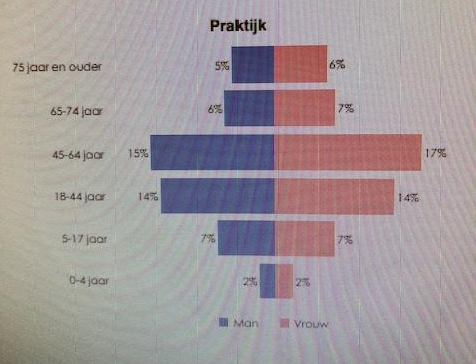 Praktijk
75 jaar en ouder 5% 6%
65-74 jaar 6% 7%
45-64 jaar 15% 17%
18-44 jaar 14% 14%
5-17 jaar 7% 7%
0-4 jaar 2% 2%
Man Vrouw